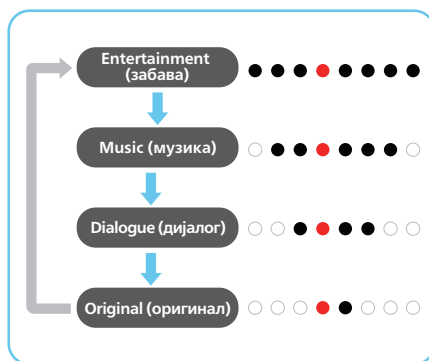 Entertainment
(забава)
Music (музика)
Dialogue (дијалог)
Original (оригинал)